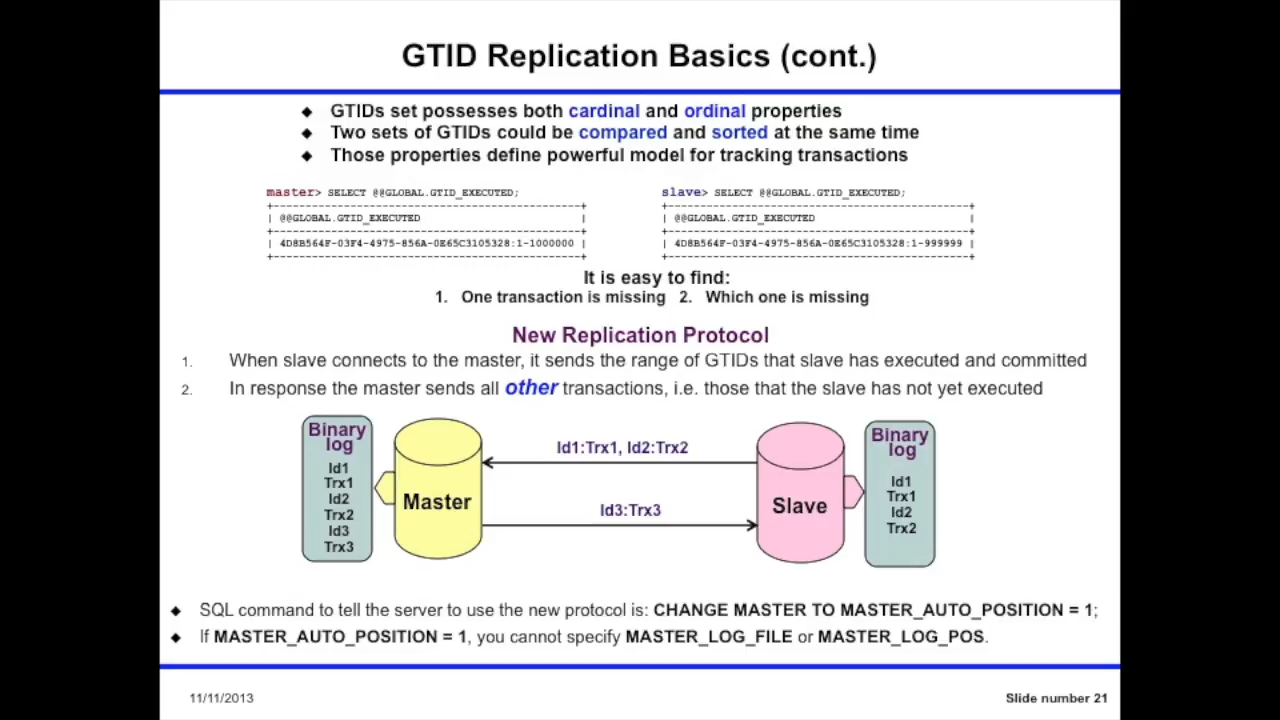 GTID Replication Basics (cont.)
◆ GTIDs set possesses both cardinal and ordinal properties
◆ Two sets of GTIDs could be compared and sorted at the same time
◆ Those properties define powerful model for tracking transactions
master> SELECT @@GLOBAL.GTID_EXECUTED;
| @@GLOBAL.GTID_EXECUTED |
| 4D8B564F-03F4-4975-856A-0E65C3105328:1-1000000 |
slave> SELECT @@GLOBAL.GTID_EXECUTED;
| @@GLOBAL.GTID_EXECUTED |
| 4D8B564F-03F4-4975-856A-0E65C3105328:1-999999 |
It is easy to find:
1. One transaction is missing 2. Which one is missing
New Replication Protocol
1. When slave connects to the master, it sends the range of GTIDs that slave has executed and committed
2. In response the master sends all other transactions, i.e. those that the slave has not yet executed
Binary
log
Id1
Trx1
Id2
Trx2
Id3
Trx3
Master
Id1:Trx1, Id2:Trx2
Id3:Trx3
Slave
Binary
log
Id1
Trx1
Id2
Trx2
◆ SQL command to tell the server to use the new protocol is: CHANGE MASTER TO MASTER_AUTO_POSITION = 1;
◆ If MASTER_AUTO_POSITION = 1, you cannot specify MASTER_LOG_FILE or MASTER_LOG_POS.
11/11/2013
Slide number 21